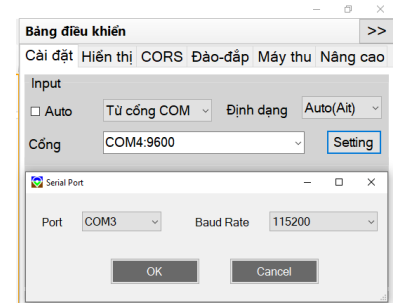 Bảng điều khiển >>
Cài đặt Hiển thị CORS Đào-đắp Máy thu Nâng cao
Input
Auto Từ cổng COM Định dạng Auto(Ait)
Cổng COM4:9600 Setting
Serial Port
Port COM3 Baud Rate 115200
OK Cancel